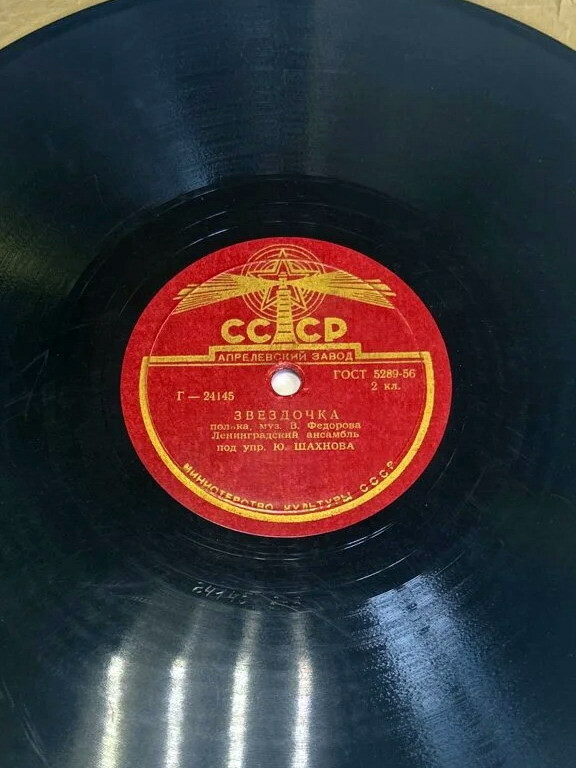 СССР
АПРЕЛЕВСКИЙ ЗАВОД
ГОСТ 5289-56
Г — 24145
2 кл.
ЗВЕЗДОЧКА
полька, муз. В. Федорова
Ленинградский ансамбль
под упр. Ю. ШАХНОВА
МИНИСТЕРСТВО КУЛЬТУРЫ СССР
24145